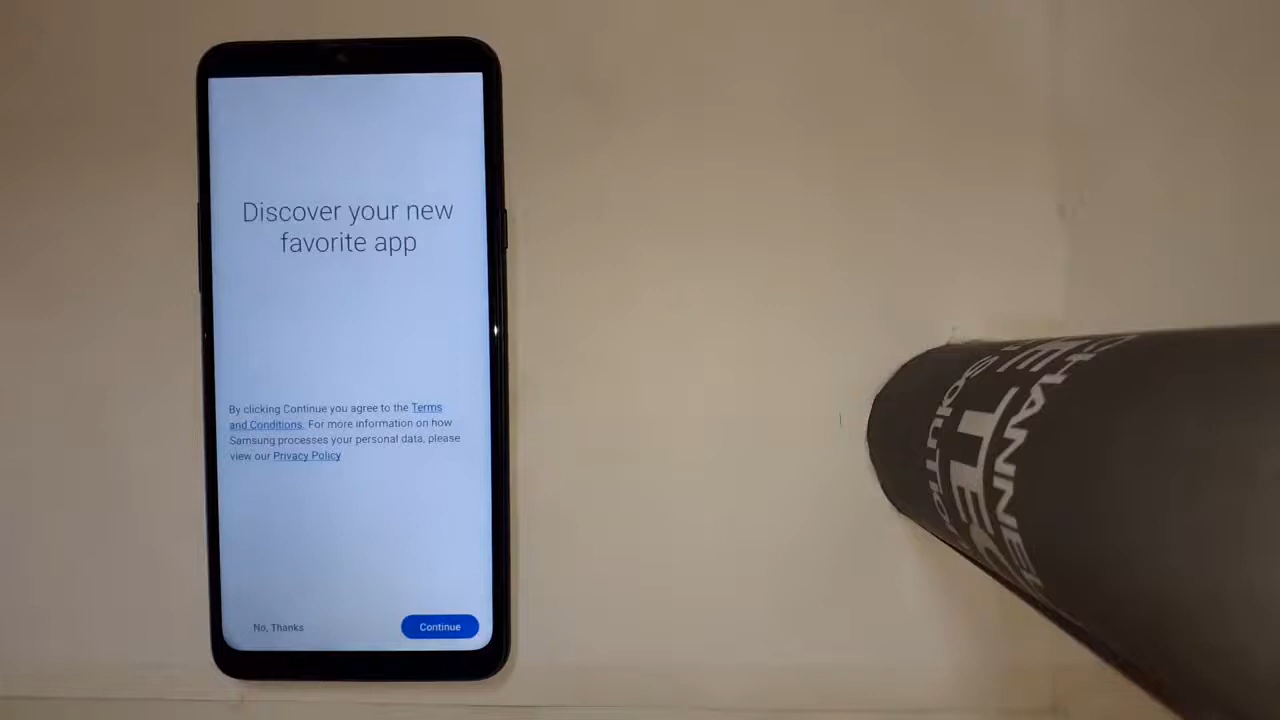 Discover your new
favorite app
By clicking Continue you agree to the Terms
and Conditions. For more information on how
Samsung processes your personal data, please
view our Privacy Policy
No, Thanks
Continue
CHANNEL